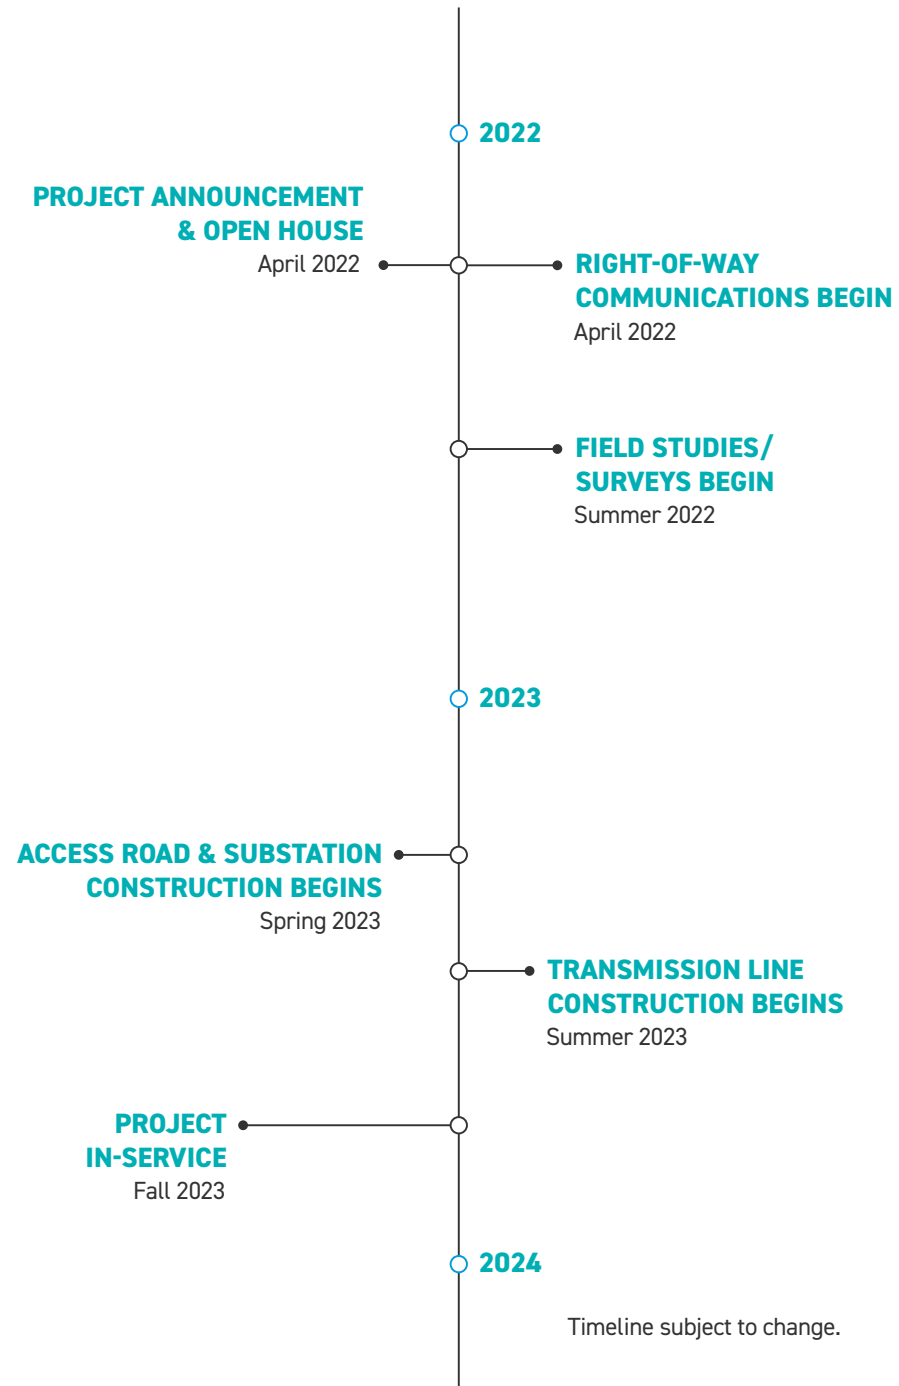 2022
PROJECT ANNOUNCEMENT
& OPEN HOUSE
April 2022
RIGHT-OF-WAY
COMMUNICATIONS BEGIN
April 2022
FIELD STUDIES/
SURVEYS BEGIN
Summer 2022
2023
ACCESS ROAD & SUBSTATION
CONSTRUCTION BEGINS
Spring 2023
TRANSMISSION LINE
CONSTRUCTION BEGINS
Summer 2023
PROJECT
IN-SERVICE
Fall 2023
2024
Timeline subject to change.